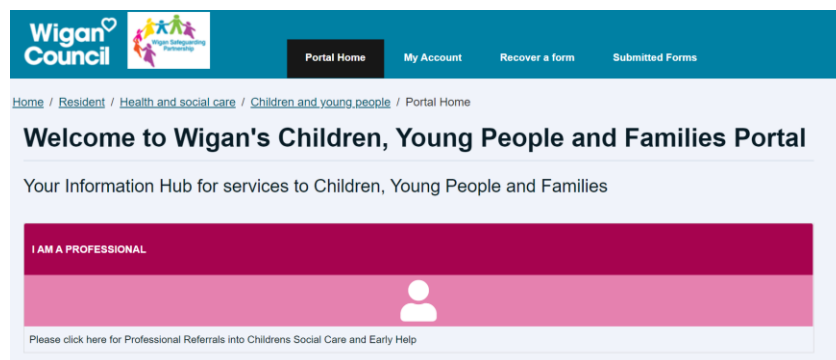 Wigan
Council
Wigan Safeguarding
Partnership
Portal Home
My Account
Recover a form
Submitted Forms
Home / Resident / Health and social care / Children and young people / Portal Home
Welcome to Wigan's Children, Young People and Families Portal
Your Information Hub for services to Children, Young People and Families
I AM A PROFESSIONAL
Please click here for Professional Referrals into Childrens Social Care and Early Help